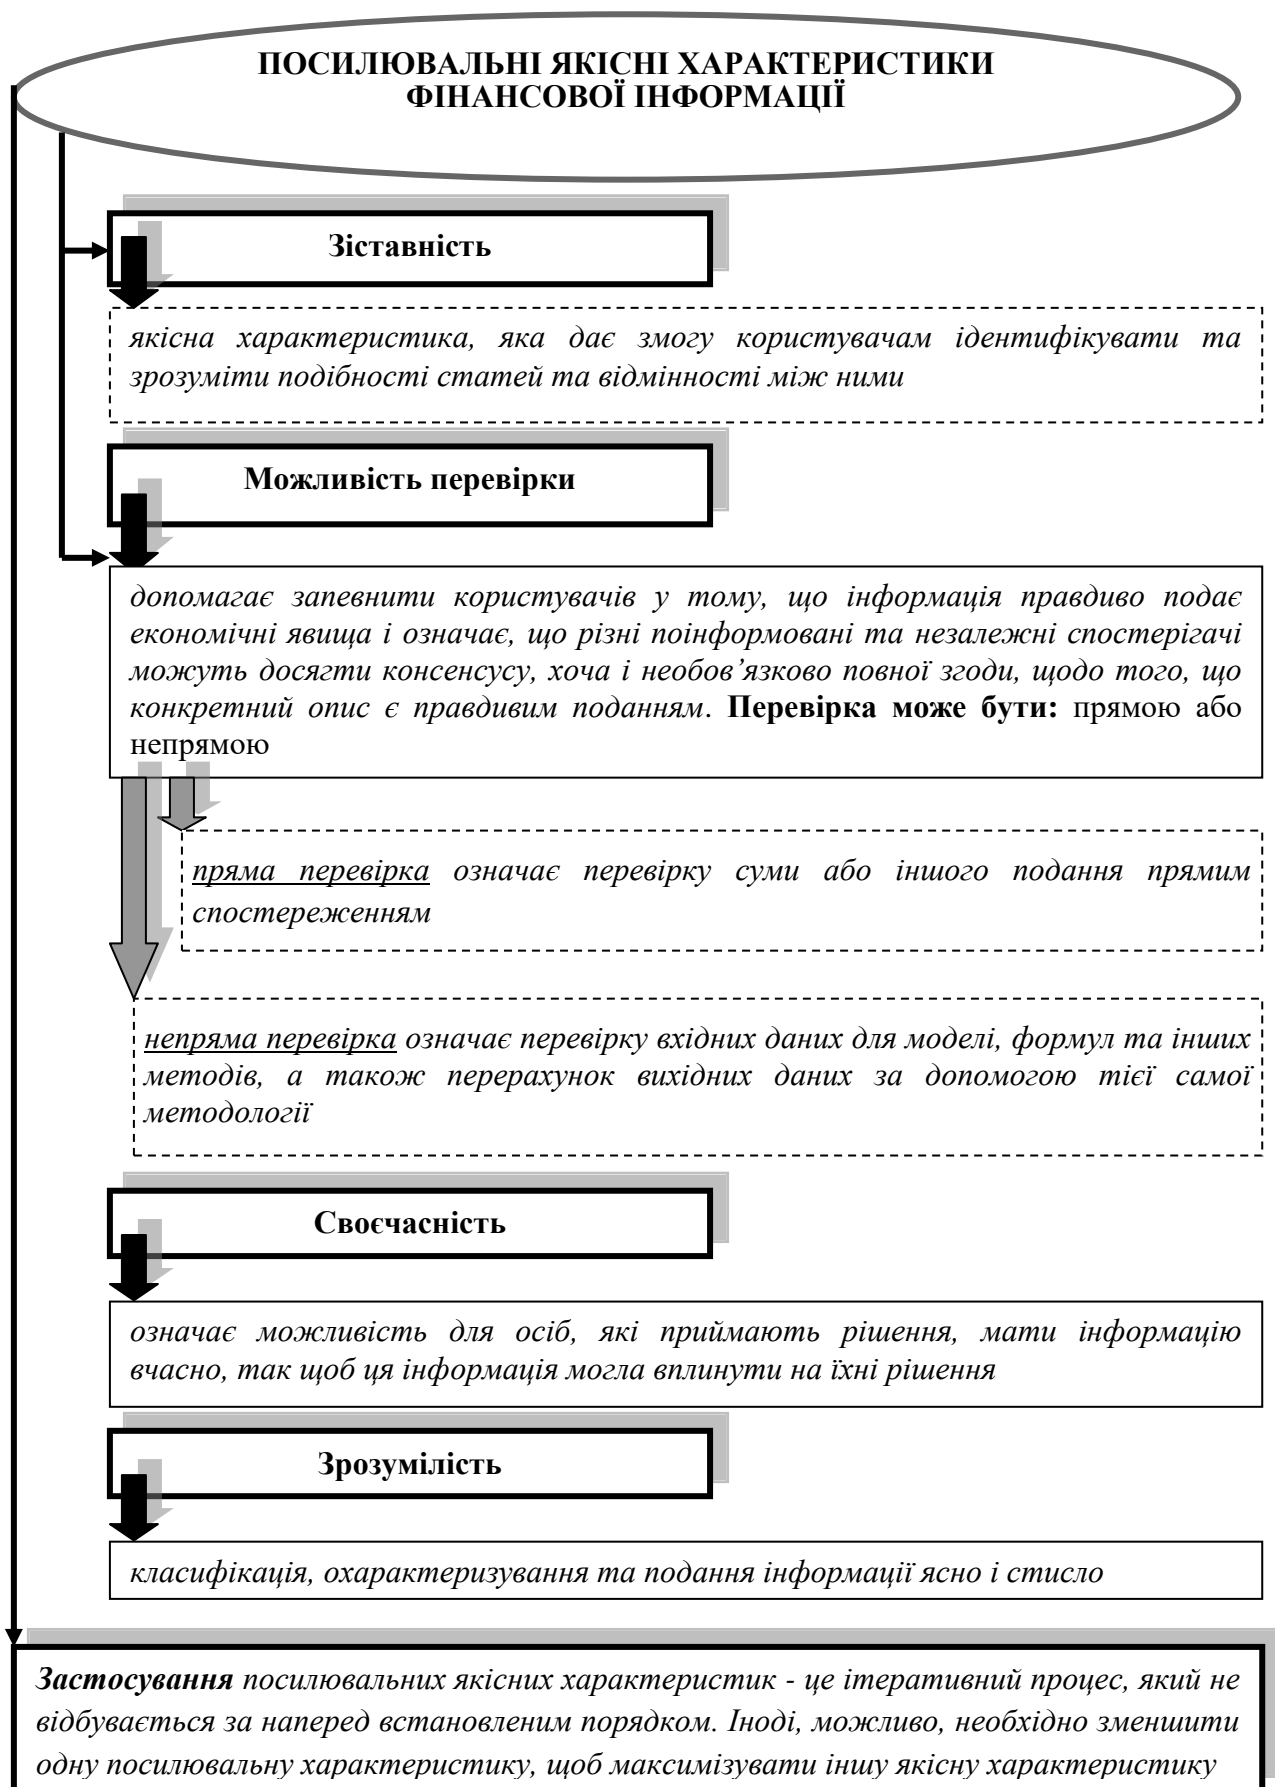 ПОСИЛЮВАЛЬНІ ЯКІСНІ ХАРАКТЕРИСТИКИ
ФІНАНСОВОЇ ІНФОРМАЦІЇ
Зіставність
якісна характеристика, яка дає змогу користувачам ідентифікувати та
зрозуміти подібності статей та відмінності між ними
Можливість перевірки
допомагає запевнити користувачів у тому, що інформація правдиво подає
економічні явища і означає, що різні поінформовані та незалежні спостерігачі
можуть досягти консенсусу, хоча і необов’язково повної згоди, щодо того, що
конкретний опис є правдивим поданням. Перевірка може бути: прямою або
непрямою
пряма перевірка означає перевірку суми або іншого подання прямим
спостереженням
непряма перевірка означає перевірку вхідних даних для моделі, формул та інших
методів, а також перерахунок вихідних даних за допомогою тієї самої
методології
Своєчасність
означає можливість для осіб, які приймають рішення, мати інформацію
вчасно, так щоб ця інформація могла вплинути на їхні рішення
Зрозумілість
класифікація, охарактеризування та подання інформації ясно і стисло
Застосування посилювальних якісних характеристик - це ітеративний процес, який не
відбувається за наперед встановленим порядком. Іноді, можливо, необхідно зменшити
одну посилювальну характеристику, щоб максимізувати іншу якісну характеристику